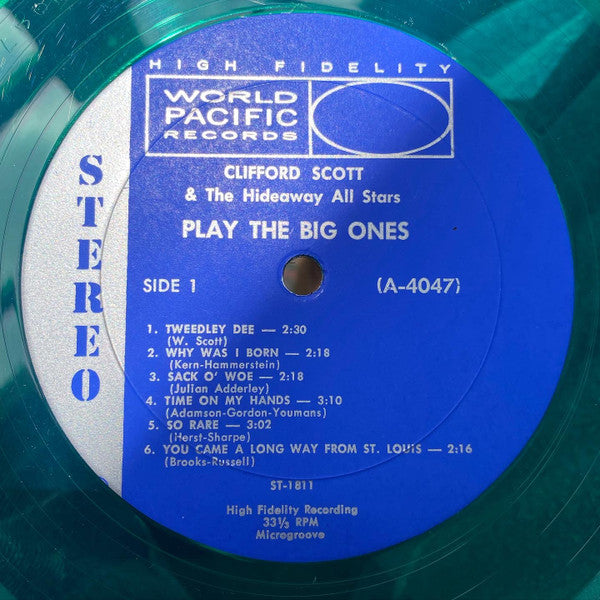 HIGH FIDELITY
WORLD
PACIFIC
RECORDS
STEREO
CLIFFORD SCOTT
& The Hideaway All Stars
PLAY THE BIG ONES
SIDE 1 (A-4047)
1. TWEEDLEY DEE — 2:30
(W. Scott)
2. WHY WAS I BORN — 2:18
(Kern-Hammerstein)
3. SACK O' WOE — 2:18
(Julian Adderley)
4. TIME ON MY HANDS — 3:10
(Adamson-Gordon-Youmans)
5. SO RARE — 3:02
(Herst-Sharpe)
6. YOU CAME A LONG WAY FROM ST. LOUIS — 2:16
(Brooks-Russell)
ST-1811
High Fidelity Recording
33⅓ RPM
Microgroove